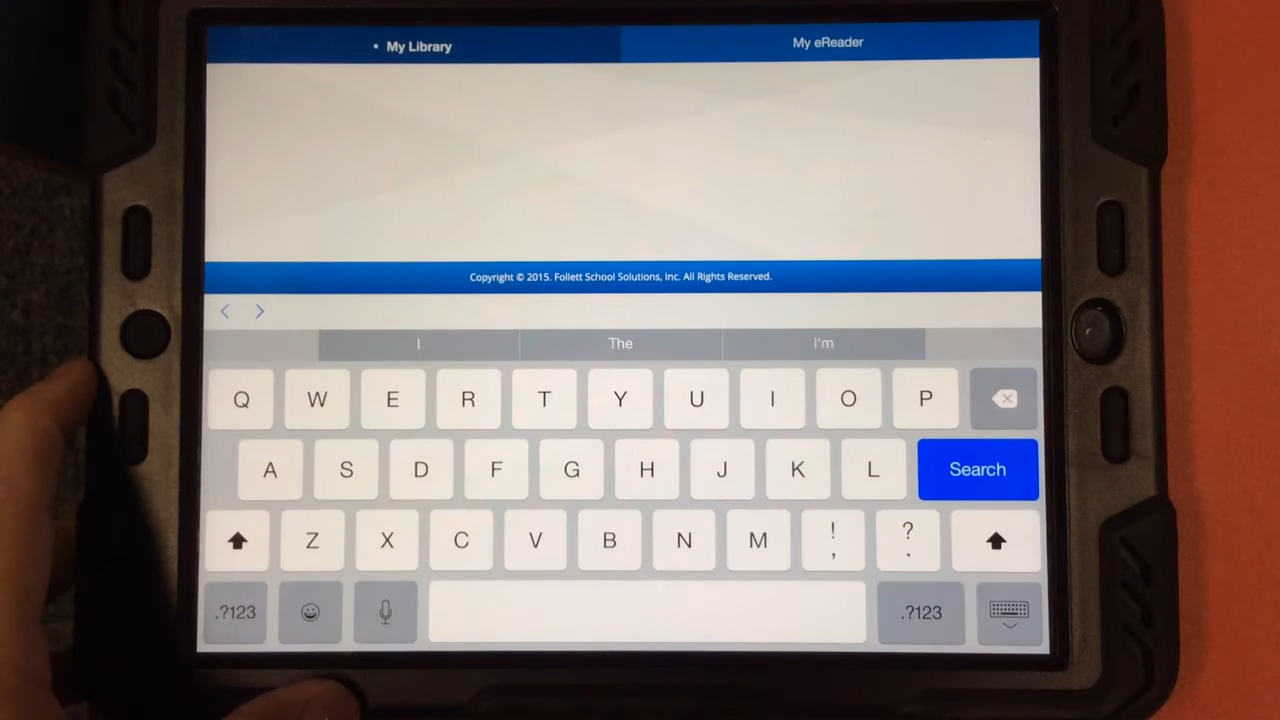 • My Library My eReader
Copyright © 2015. Follett School Solutions, Inc. All Rights Reserved.
< >
I The I'm
Q W E R T Y U I O P
A S D F G H J K L Search
Z X C V B N M ! , ? .
.?123 .?123